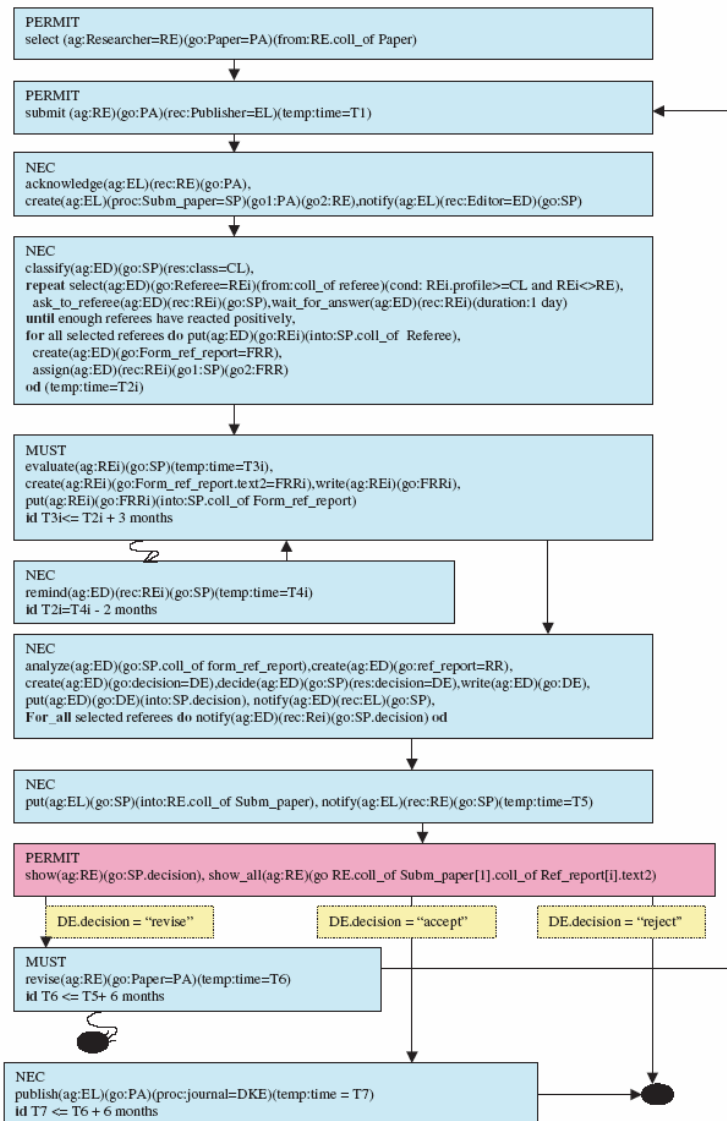 PERMIT
select (ag:Researcher=RE)(go:Paper=PA)(from:RE.coll_of Paper)
PERMIT
submit (ag:RE)(go:PA)(rec:Publisher=EL)(temp:time=T1)
NEC
acknowledge(ag:EL)(rec:RE)(go:PA),
create(ag:EL)(proc:Subm_paper=SP)(go1:PA)(go2:RE),notify(ag:EL)(rec:Editor=ED)(go:SP)
NEC
classify(ag:ED)(go:SP)(res:class=CL),
repeat select(ag:ED)(go:Referee=REi)(from:coll_of referee)(cond: REi.profile>=CL and REi<>RE),
ask_to_referee(ag:ED)(rec:REi)(go:SP),wait_for_answer(ag:ED)(rec:REi)(duration:1 day)
until enough referees have reacted positively,
for all selected referees do put(ag:ED)(go:REi)(into:SP.coll_of Referee),
create(ag:ED)(go:Form_ref_report=FRR),
assign(ag:ED)(rec:REi)(go1:SP)(go2:FRR)
od (temp:time=T2i)
MUST
evaluate(ag:REi)(go:SP)(temp:time=T3i),
create(ag:REi)(go:Form_ref_report.text2=FRRi),write(ag:REi)(go:FRRi),
put(ag:REi)(go:FRRi)(into:SP.coll_of Form_ref_report)
id T3i<= T2i + 3 months
NEC
remind(ag:ED)(rec:REi)(go:SP)(temp:time=T4i)
id T2i=T4i - 2 months
NEC
analyze(ag:ED)(go:SP.coll_of form_ref_report),create(ag:ED)(go:ref_report=RR),
create(ag:ED)(go:decision=DE),decide(ag:ED)(go:SP)(res:decision=DE),write(ag:ED)(go:DE),
put(ag:ED)(go:DE)(into:SP.decision), notify(ag:ED)(rec:EL)(go:SP),
For_all selected referees do notify(ag:ED)(rec:Rei)(go:SP.decision) od
NEC
put(ag:EL)(go:SP)(into:RE.coll_of Subm_paper), notify(ag:EL)(rec:RE)(go:SP)(temp:time=T5)
PERMIT
show(ag:RE)(go:SP.decision), show_all(ag:RE)(go RE.coll_of Subm_paper[1].coll_of Ref_report[i].text2)
DE.decision = “revise”
DE.decision = “accept”
DE.decision = “reject”
MUST
revise(ag:RE)(go:Paper=PA)(temp:time=T6)
id T6 <= T5+ 6 months
NEC
publish(ag:EL)(go:PA)(proc:journal=DKE)(temp:time = T7)
id T7 <= T6 + 6 months